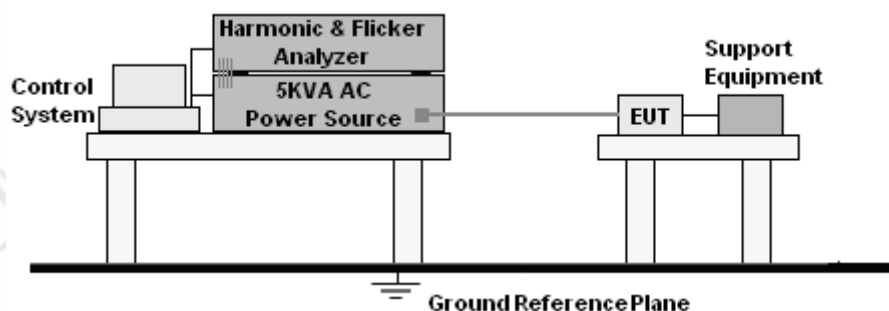 Harmonic & Flicker
Analyzer
5KVA AC
Power Source
Control
System
EUT
Support
Equipment
Ground Reference Plane